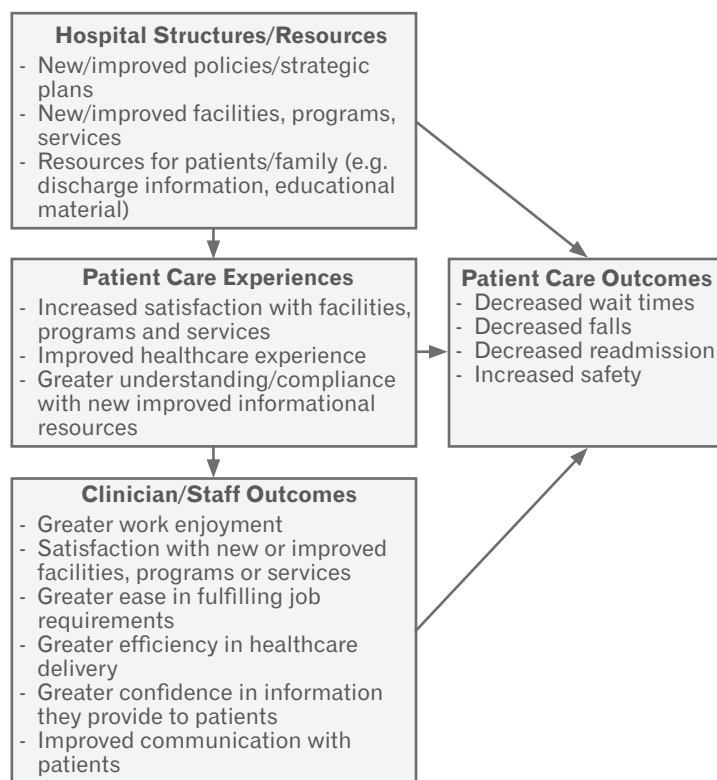 Hospital Structures/Resources
- New/improved policies/strategic
plans
- New/improved facilities, programs,
services
- Resources for patients/family (e.g.
discharge information, educational
material)
Patient Care Experiences
- Increased satisfaction with facilities,
programs and services
- Improved healthcare experience
- Greater understanding/compliance
with new improved informational
resources
Patient Care Outcomes
- Decreased wait times
- Decreased falls
- Decreased readmission
- Increased safety
Clinician/Staff Outcomes
- Greater work enjoyment
- Satisfaction with new or improved
facilities, programs or services
- Greater ease in fulfilling job
requirements
- Greater efficiency in healthcare
delivery
- Greater confidence in information
they provide to patients
- Improved communication with
patients